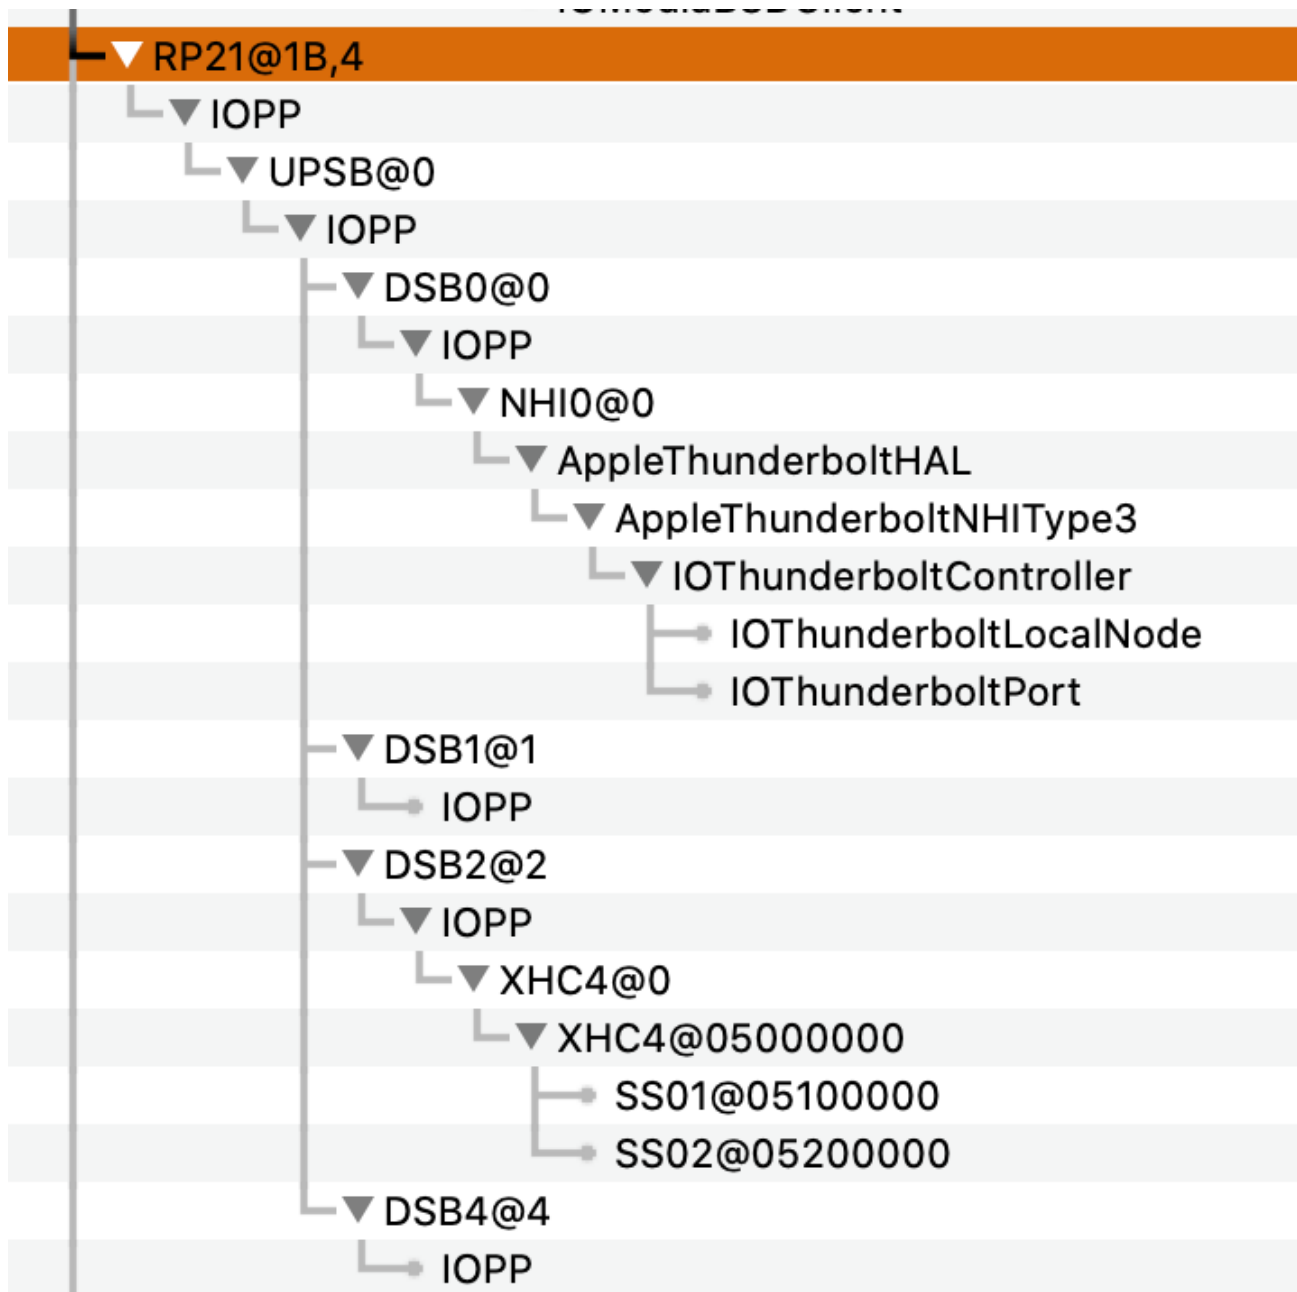 RP21@1B,4
IOPP
UPSB@0
IOPP
DSB0@0
IOPP
NHI0@0
AppleThunderboltHAL
AppleThunderboltNHIType3
IOThunderboltController
IOThunderboltLocalNode
IOThunderboltPort
DSB1@1
IOPP
DSB2@2
IOPP
XHC4@0
XHC4@05000000
SS01@05100000
SS02@05200000
DSB4@4
IOPP